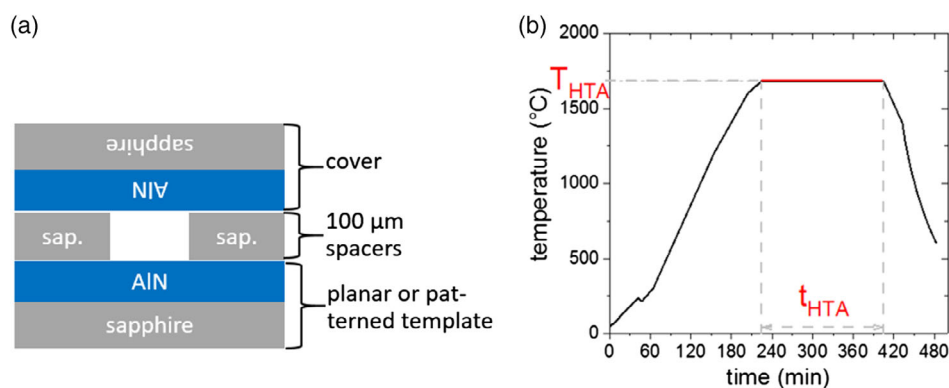 (a)
sapphire
AlN
sap.
sap.
AlN
sapphire
cover
100 µm
spacers
planar or pat-
terned template
(b)
2000
1500
1000
500
0
temperature (°C)
T_HTA
t_HTA
0 60 120 180 240 300 360 420 480
time (min)